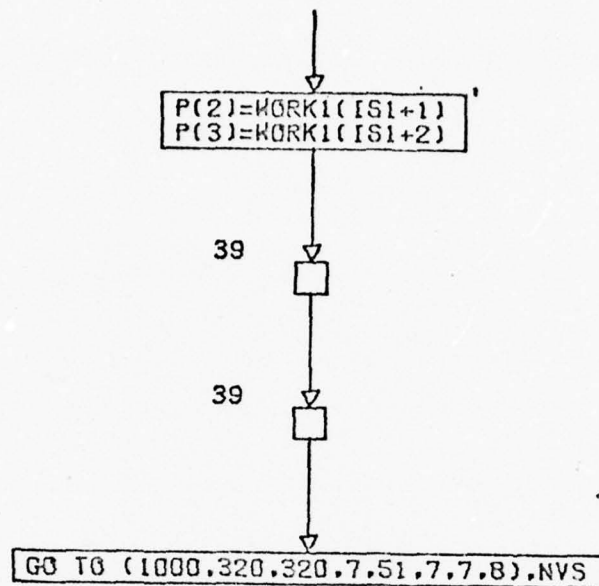 P(2)=WORK1(IS1+1)
P(3)=WORK1(IS1+2)
39
39
GO TO (1000,320,320,7,51,7,7,8),NVS